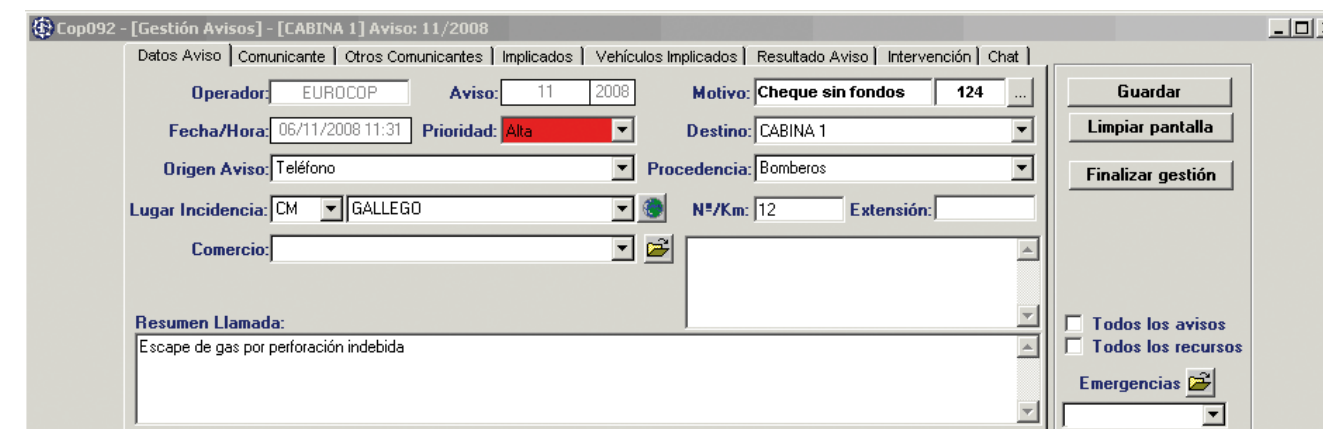 Cop092 - [Gestión Avisos] - [CABINA 1] Aviso: 11/2008
Datos Aviso Comunicante Otros Comunicantes Implicados Vehículos Implicados Resultado Aviso Intervención Chat
Operador: EUROCOP Aviso: 11 2008 Motivo: Cheque sin fondos 124 ...
Guardar
Fecha/Hora: 06/11/2008 11:31 Prioridad: Alta Destino: CABINA 1
Limpiar pantalla
Origen Aviso: Teléfono Procedencia: Bomberos
Finalizar gestión
Lugar Incidencia: CM GALLEGO Nº/Km: 12 Extensión:
Comercio:
Resumen Llamada:
Escape de gas por perforación indebida
Todos los avisos
Todos los recursos
Emergencias